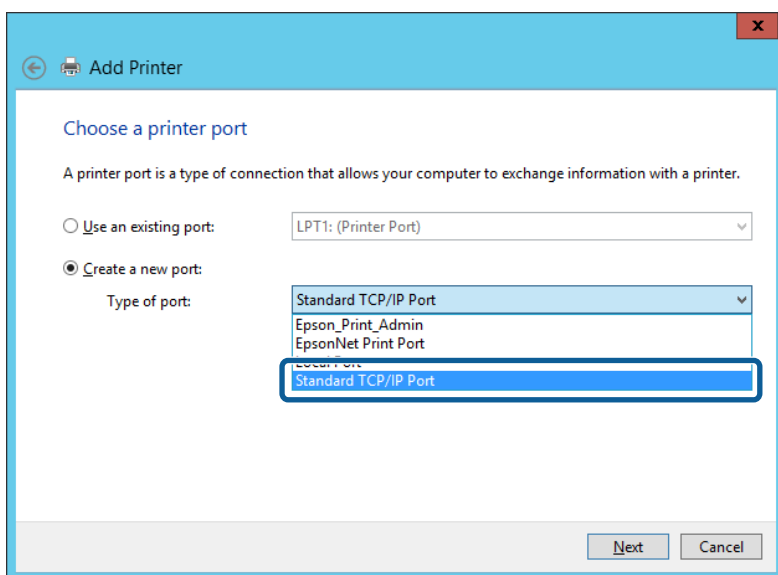 x
Add Printer
Choose a printer port
A printer port is a type of connection that allows your computer to exchange information with a printer.
Use an existing port: LPT1: (Printer Port)
Create a new port:
Type of port: Standard TCP/IP Port
Epson_Print_Admin
EpsonNet Print Port
Local Port
Standard TCP/IP Port
Next Cancel